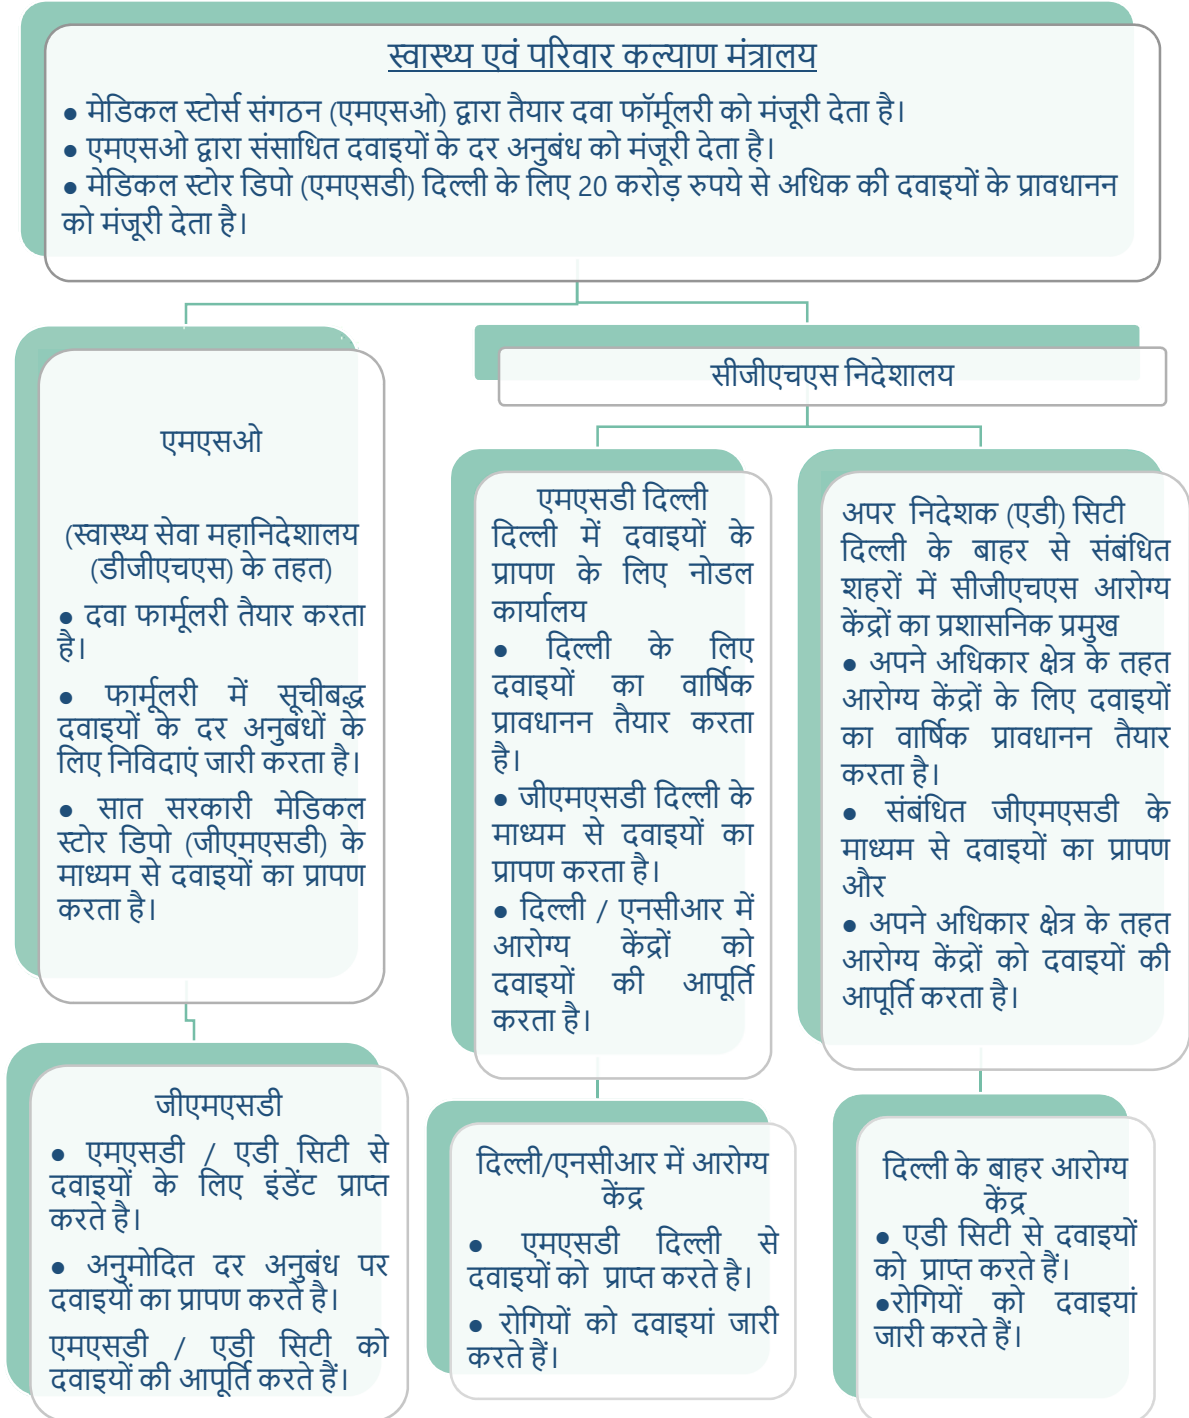 स्वास्थ्य एवं परिवार कल्याण मंत्रालय
● मेडिकल स्टोर्स संगठन (एमएसओ) द्वारा तैयार दवा फॉर्मूलरी को मंजूरी देता है।
● एमएसओ द्वारा संसाधित दवाइयों के दर अनुबंध को मंजूरी देता है।
● मेडिकल स्टोर डिपो (एमएसडी) दिल्ली के लिए 20 करोड़ रुपये से अधिक की दवाइयों के प्रावधानन
को मंजूरी देता है।
एमएसओ
(स्वास्थ्य सेवा महानिदेशालय
(डीजीएचएस) के तहत)
● दवा फार्मूलरी तैयार करता
है।
● फार्मूलरी में सूचीबद्ध
दवाइयों के दर अनुबंधों के
लिए निविदाएं जारी करता है।
● सात सरकारी मेडिकल
स्टोर डिपो (जीएमएसडी) के
माध्यम से दवाइयों का प्रापण
करता है।
सीजीएचएस निदेशालय
एमएसडी दिल्ली
दिल्ली में दवाइयों के
प्रापण के लिए नोडल
कार्यालय
● दिल्ली के लिए
दवाइयों का वार्षिक
प्रावधानन तैयार करता
है।
● जीएमएसडी दिल्ली के
माध्यम से दवाइयों का
प्रापण करता है।
● दिल्ली / एनसीआर में
आरोग्य केंद्रों को
दवाइयों की आपूर्ति
करता है।
अपर निदेशक (एडी) सिटी
दिल्ली के बाहर से संबंधित
शहरों में सीजीएचएस आरोग्य
केंद्रों का प्रशासनिक प्रमुख
● अपने अधिकार क्षेत्र के तहत
आरोग्य केंद्रों के लिए दवाइयों
का वार्षिक प्रावधानन तैयार
करता है।
● संबंधित जीएमएसडी के
माध्यम से दवाइयों का प्रापण
और
● अपने अधिकार क्षेत्र के तहत
आरोग्य केंद्रों को दवाइयों की
आपूर्ति करता है।
जीएमएसडी
● एमएसडी / एडी सिटी से
दवाइयों के लिए इंडेंट प्राप्त
करते है।
● अनुमोदित दर अनुबंध पर
दवाइयों का प्रापण करते है।
एमएसडी / एडी सिटी को
दवाइयों की आपूर्ति करते हैं।
दिल्ली/एनसीआर में आरोग्य
केंद्र
● एमएसडी दिल्ली से
दवाइयों को प्राप्त करते है।
● रोगियों को दवाइयां जारी
करते हैं।
दिल्ली के बाहर आरोग्य
केंद्र
● एडी सिटी से दवाइयों
को प्राप्त करते हैं।
●रोगियों को दवाइयां
जारी करते हैं।